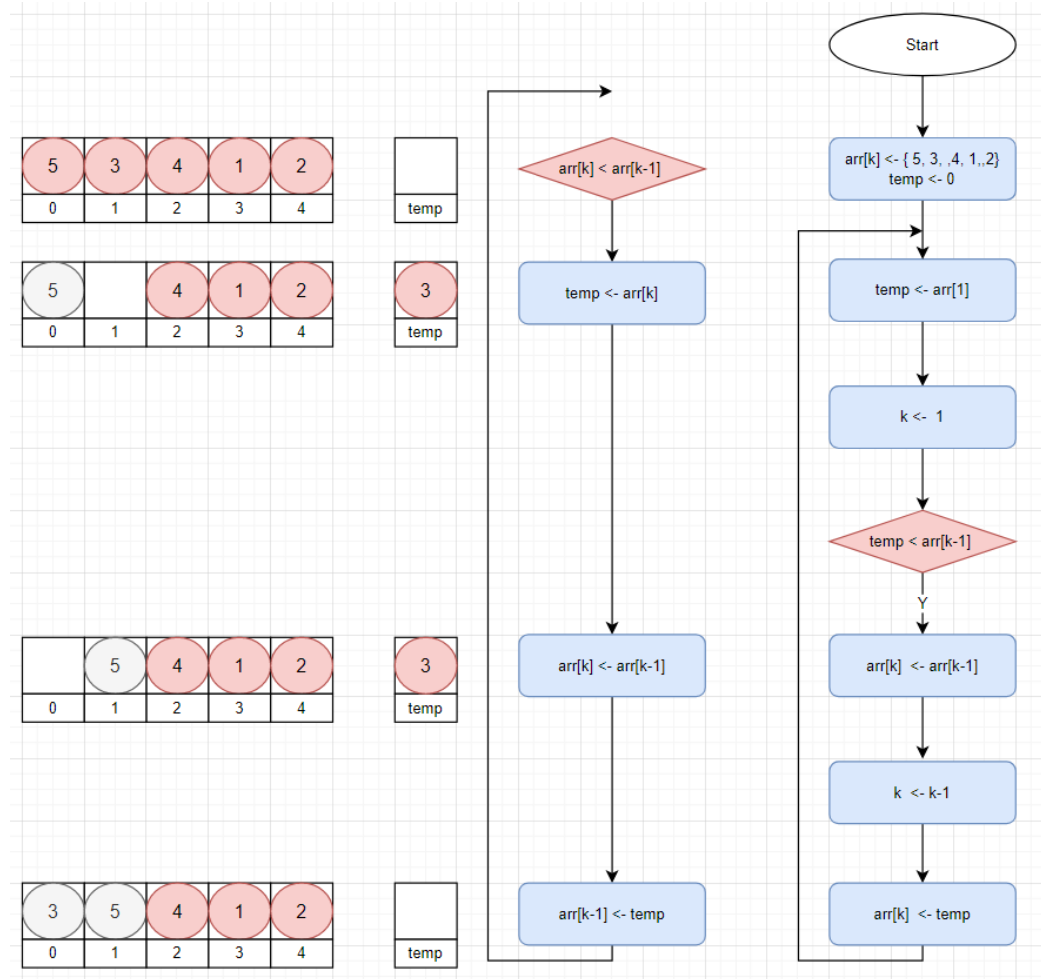 Start
5 3 4 1 2
0 1 2 3 4 temp
arr[k] < arr[k-1]
arr[k] <- { 5, 3, ,4, 1,,2}
temp <- 0
5 4 1 2 3
0 1 2 3 4 temp
temp <- arr[k]
temp <- arr[1]
k <- 1
temp < arr[k-1]
Y
5 4 1 2 3
0 1 2 3 4 temp
arr[k] <- arr[k-1]
arr[k] <- arr[k-1]
k <- k-1
3 5 4 1 2
0 1 2 3 4 temp
arr[k-1] <- temp
arr[k] <- temp